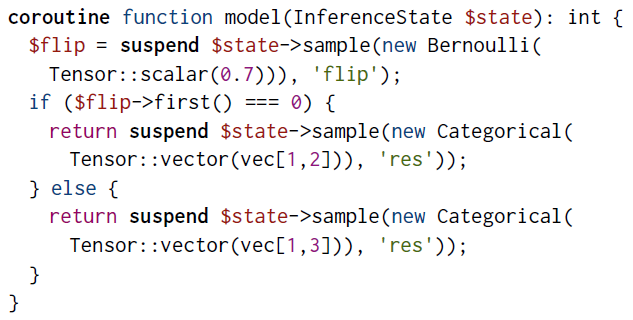 coroutine function model(InferenceState $state): int {
  $flip = suspend $state->sample(new Bernoulli(
    Tensor::scalar(0.7))), 'flip');
  if ($flip->first() === 0) {
    return suspend $state->sample(new Categorical(
      Tensor::vector(vec[1,2])), 'res'));
  } else {
    return suspend $state->sample(new Categorical(
      Tensor::vector(vec[1,3])), 'res'));
  }
}